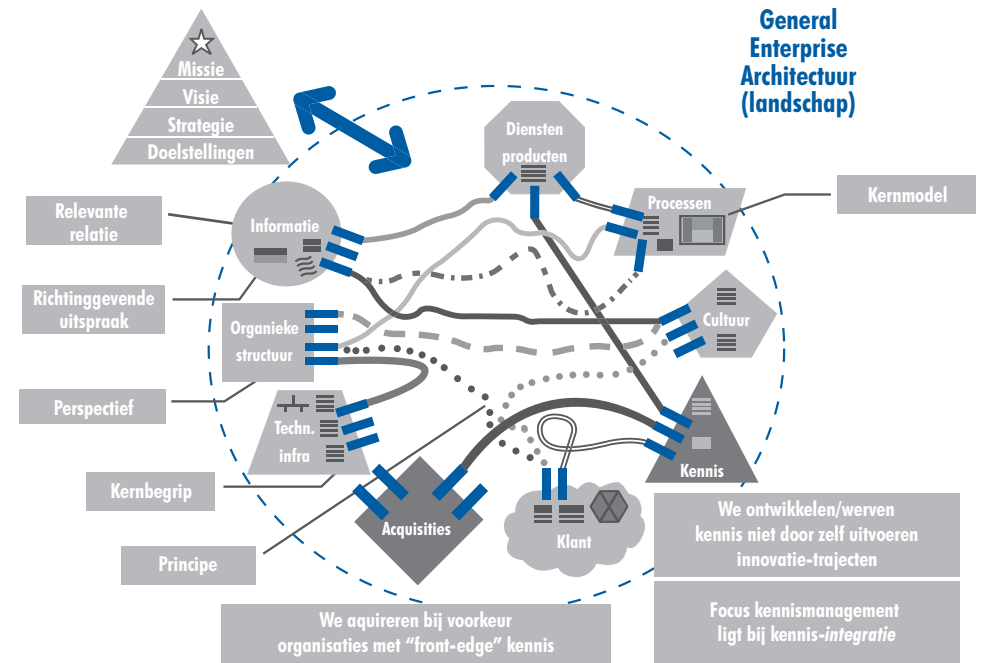 General
Enterprise
Architectuur
(landschap)
Missie
Visie
Strategie
Doelstellingen
Diensten
producten
Processen
Kernmodel
Relevante
relatie
Informatie
Richtinggevende
uitspraak
Organieke
structuur
Cultuur
Perspectief
Techn.
infra
Kennis
Kernbegrip
Acquisities
Klant
Principe
We ontwikkelen/werven
kennis niet door zelf uitvoeren
innovatie-trajecten
We aquireren bij voorkeur
organisaties met “front-edge” kennis
Focus kennismanagement
ligt bij kennis-integratie